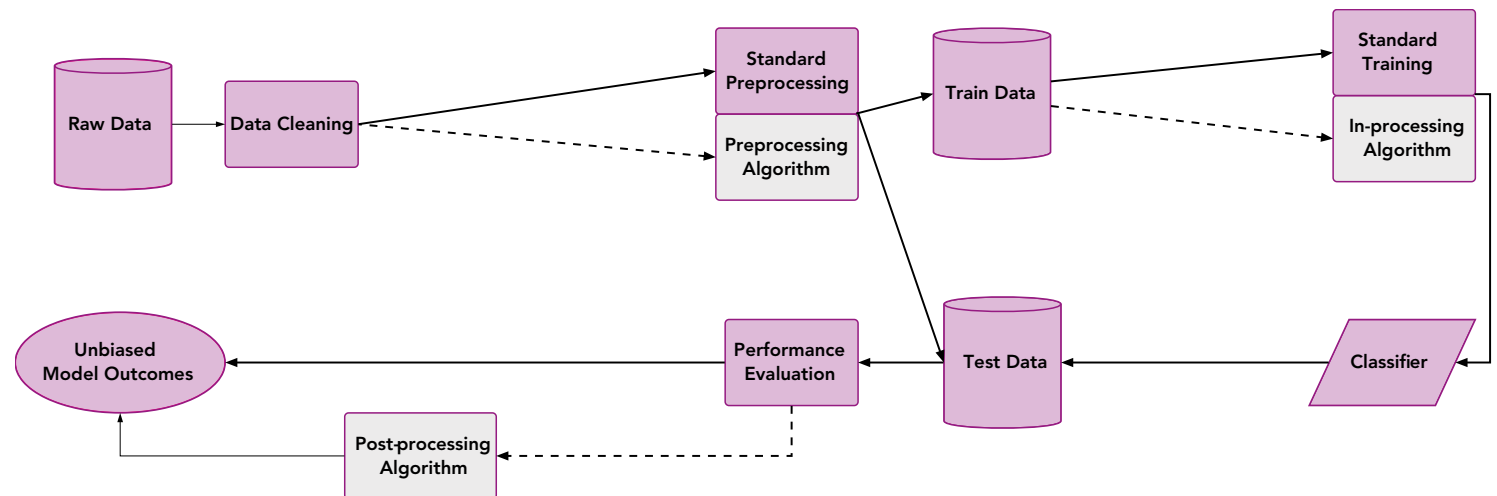 Raw Data
Data Cleaning
Standard
Preprocessing
Preprocessing
Algorithm
Train Data
Standard
Training
In-processing
Algorithm
Unbiased
Model Outcomes
Performance
Evaluation
Test Data
Classifier
Post-processing
Algorithm